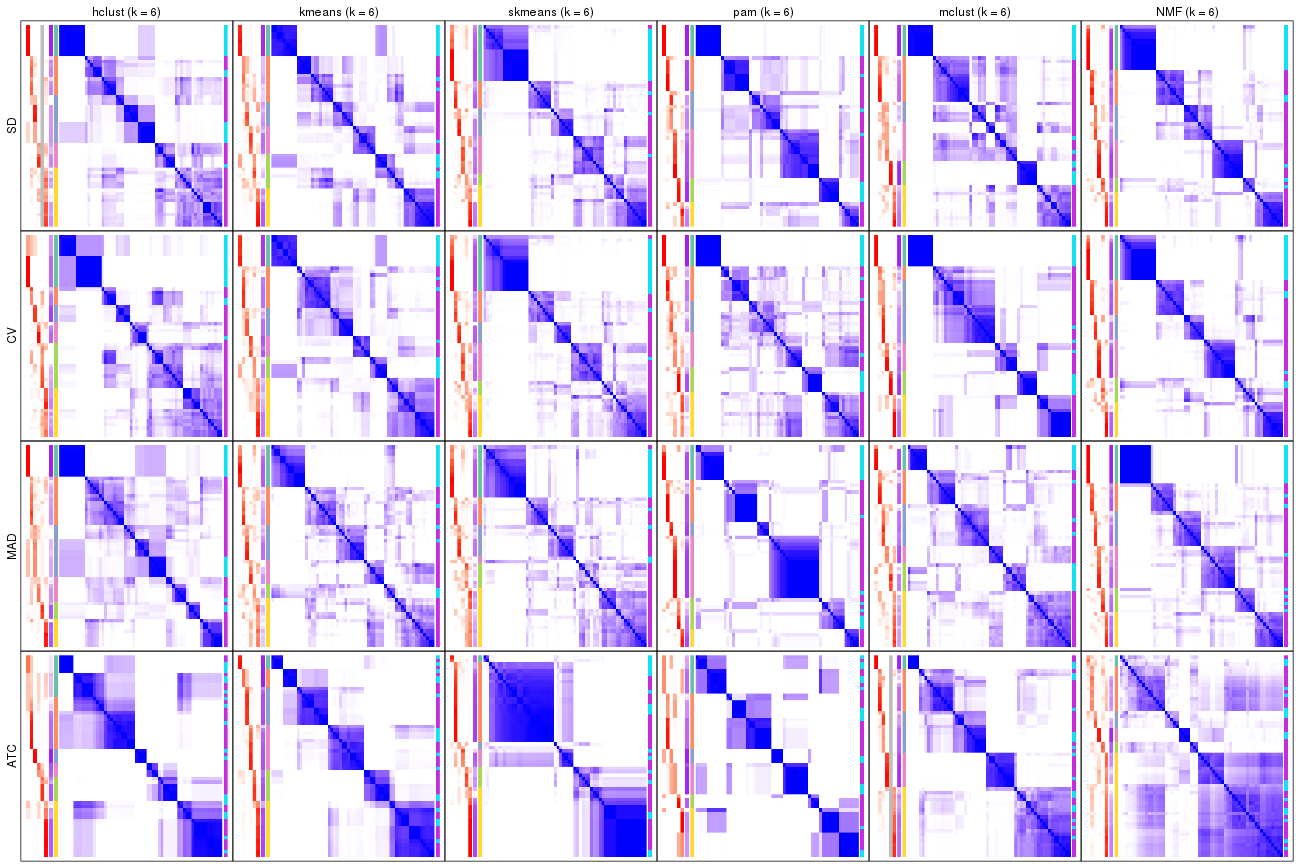 hclust (k = 6) kmeans (k = 6) skmeans (k = 6) pam (k = 6) mclust (k = 6) NMF (k = 6)
SD
CV
MAD
ATC